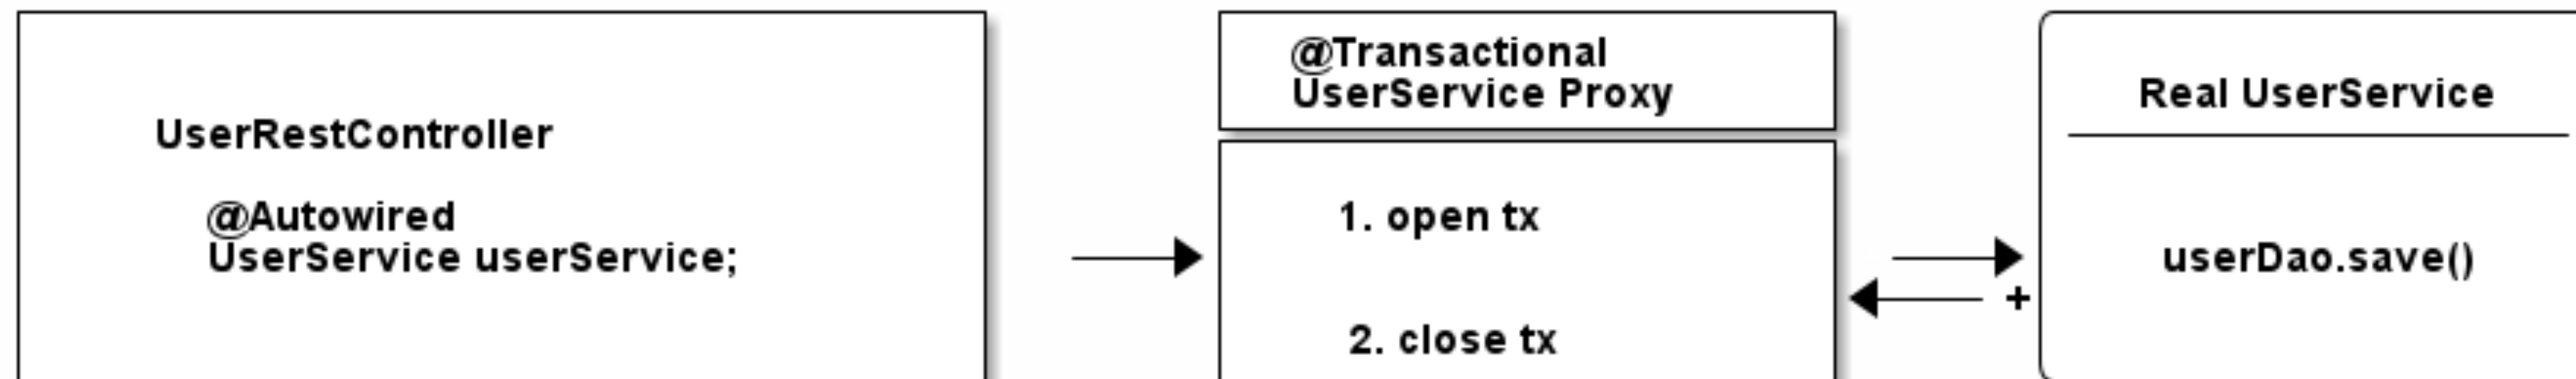 UserRestController
@Autowired
UserService userService;
@Transactional
UserService Proxy
1. open tx
2. close tx
Real UserService
userDao.save()
+